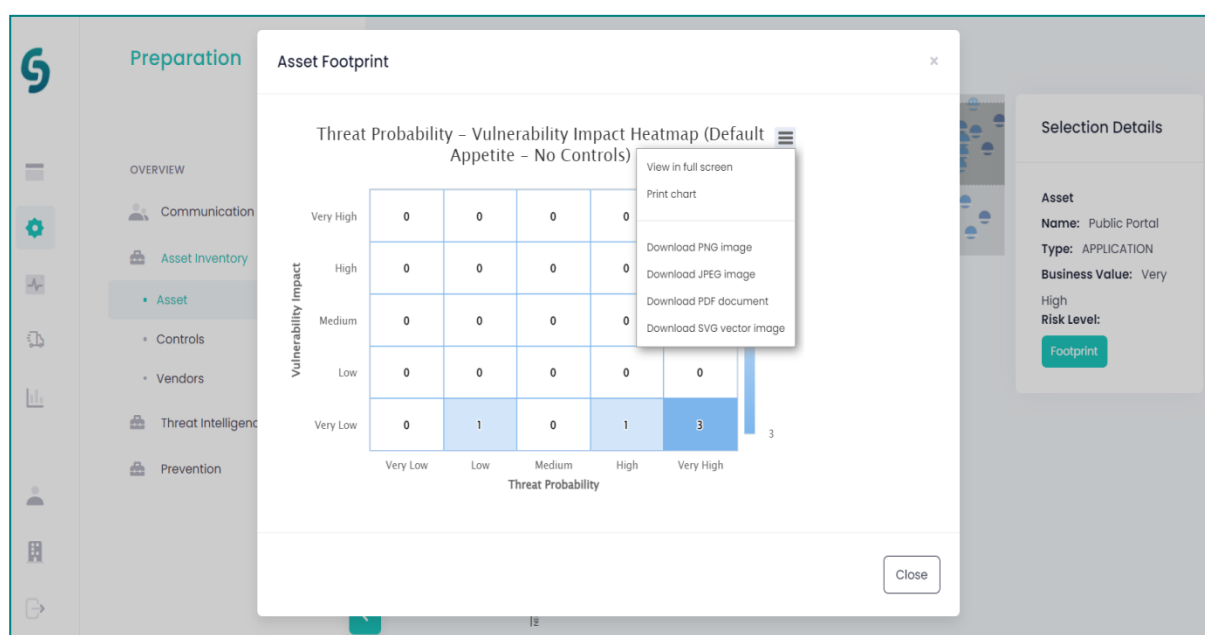 Preparation
OVERVIEW
Communication
Asset Inventory
Asset
Controls
Vendors
Threat Intelligenc
Prevention
Asset Footprint
×
Threat Probability – Vulnerability Impact Heatmap (Default
Appetite – No Controls)
View in full screen
Print chart
Download PNG image
Download JPEG image
Download PDF document
Download SVG vector image
Vulnerability Impact
Very High 0 0 0 0
High 0 0 0 0
Medium 0 0 0 0
Low 0 0 0 0 0
Very Low 0 1 0 1 3
3
Very Low Low Medium High Very High
Threat Probability
Close
Selection Details
Asset
Name: Public Portal
Type: APPLICATION
Business Value: Very
High
Risk Level:
Footprint